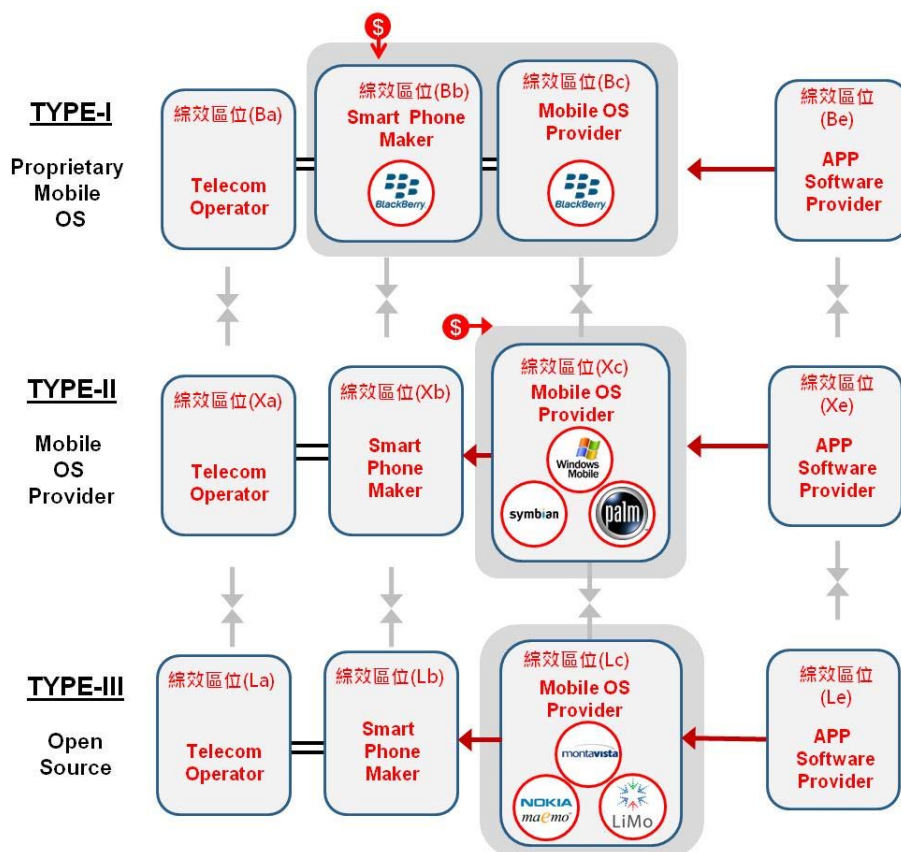 $
TYPE-I
Proprietary
Mobile
OS
綜效區位(Ba)
Telecom
Operator
綜效區位(Bb)
Smart Phone
Maker
BlackBerry
綜效區位(Bc)
Mobile OS
Provider
BlackBerry
綜效區位
(Be)
APP
Software
Provider
$
TYPE-II
Mobile
OS
Provider
綜效區位(Xa)
Telecom
Operator
綜效區位(Xb)
Smart
Phone
Maker
綜效區位(Xc)
Mobile OS
Provider
Windows
Mobile
symbian
palm
綜效區位
(Xe)
APP
Software
Provider
TYPE-III
Open
Source
綜效區位(La)
Telecom
Operator
綜效區位(Lb)
Smart
Phone
Maker
綜效區位(Lc)
Mobile OS
Provider
montavista
NOKIA
maemo
LiMo
綜效區位
(Le)
APP
Software
Provider